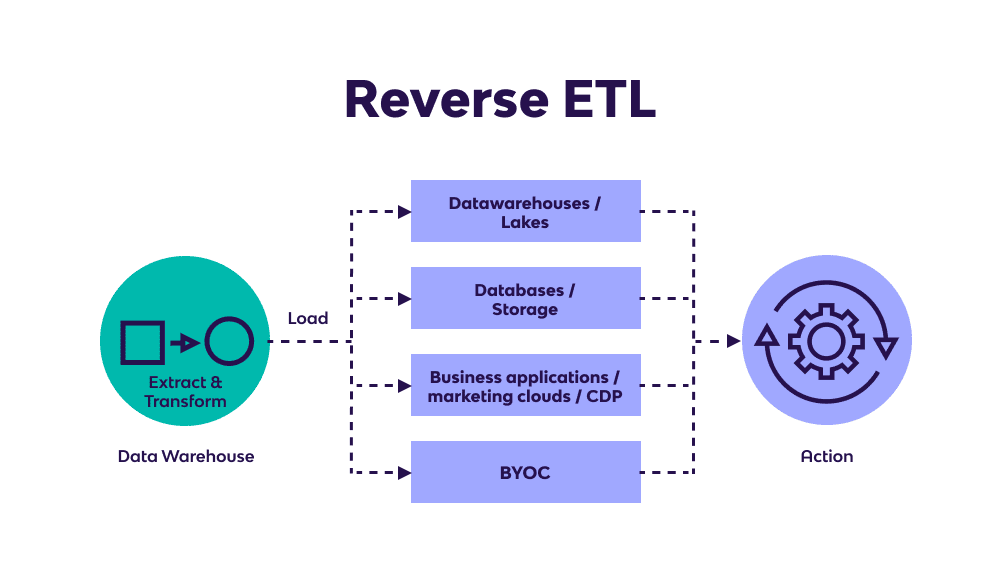 Reverse ETL
Datawarehouses /
Lakes
Databases /
Storage
Load
Extract &
Transform
Business applications /
marketing clouds / CDP
Data Warehouse
Action
BYOC